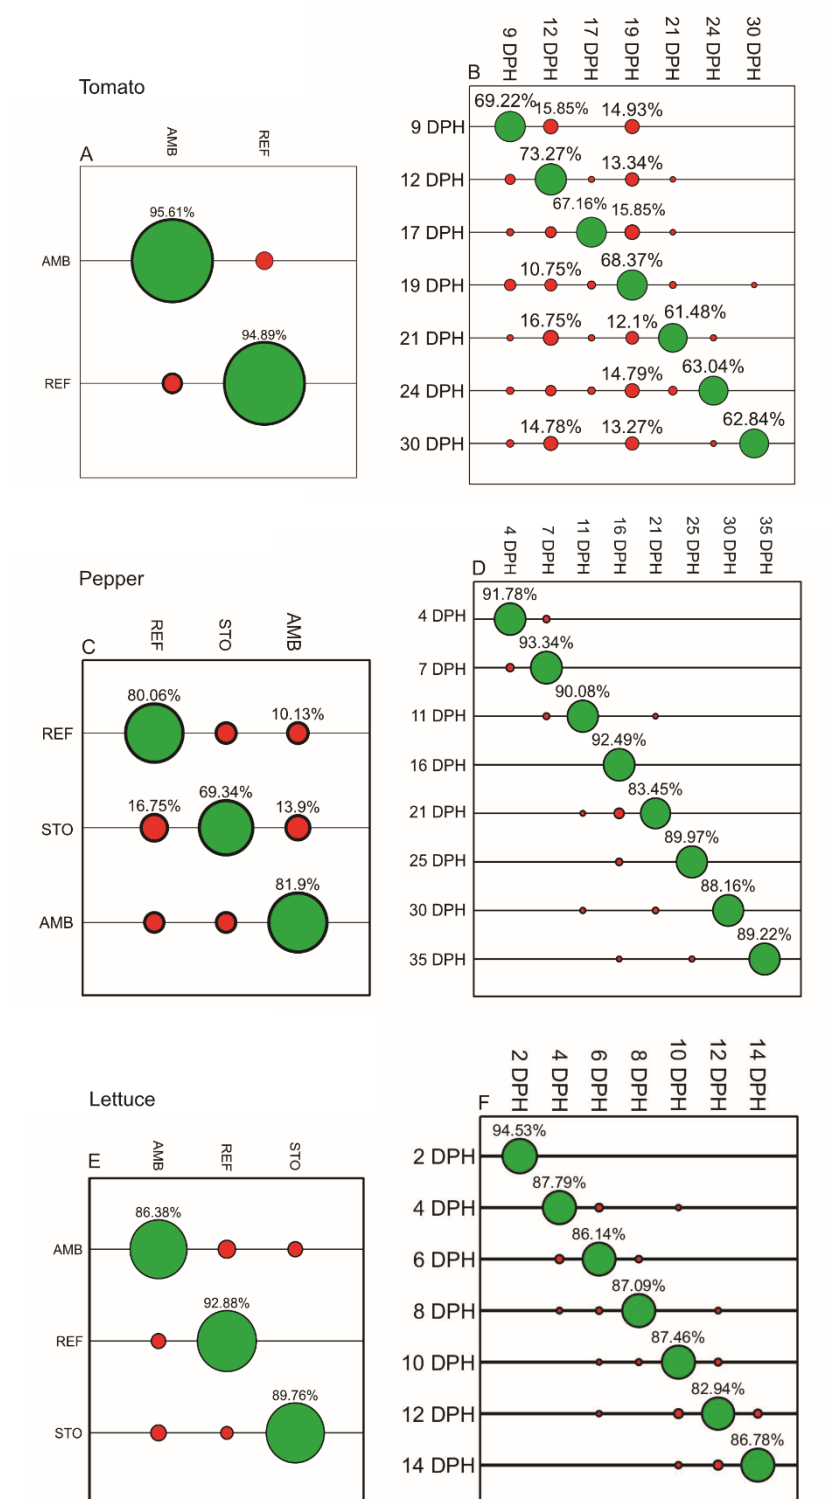 Tomato
A
AMB
REF
95.61%
AMB
94.89%
REF
B
9 DPH
12 DPH
17 DPH
19 DPH
21 DPH
24 DPH
30 DPH
69.22% 15.85% 14.93%
9 DPH
73.27% 13.34%
12 DPH
67.16% 15.85%
17 DPH
10.75% 68.37%
19 DPH
16.75% 12.1% 61.48%
21 DPH
14.79% 63.04%
24 DPH
14.78% 13.27% 62.84%
30 DPH
Pepper
C
REF
STO
AMB
80.06% 10.13%
REF
16.75% 69.34% 13.9%
STO
81.9%
AMB
D
4 DPH
7 DPH
11 DPH
16 DPH
21 DPH
25 DPH
30 DPH
35 DPH
91.78%
4 DPH
93.34%
7 DPH
90.08%
11 DPH
92.49%
16 DPH
83.45%
21 DPH
89.97%
25 DPH
88.16%
30 DPH
89.22%
35 DPH
Lettuce
E
AMB
REF
STO
86.38%
AMB
92.88%
REF
89.76%
STO
F
2 DPH
4 DPH
6 DPH
8 DPH
10 DPH
12 DPH
14 DPH
94.53%
2 DPH
87.79%
4 DPH
86.14%
6 DPH
87.09%
8 DPH
87.46%
10 DPH
82.94%
12 DPH
86.78%
14 DPH